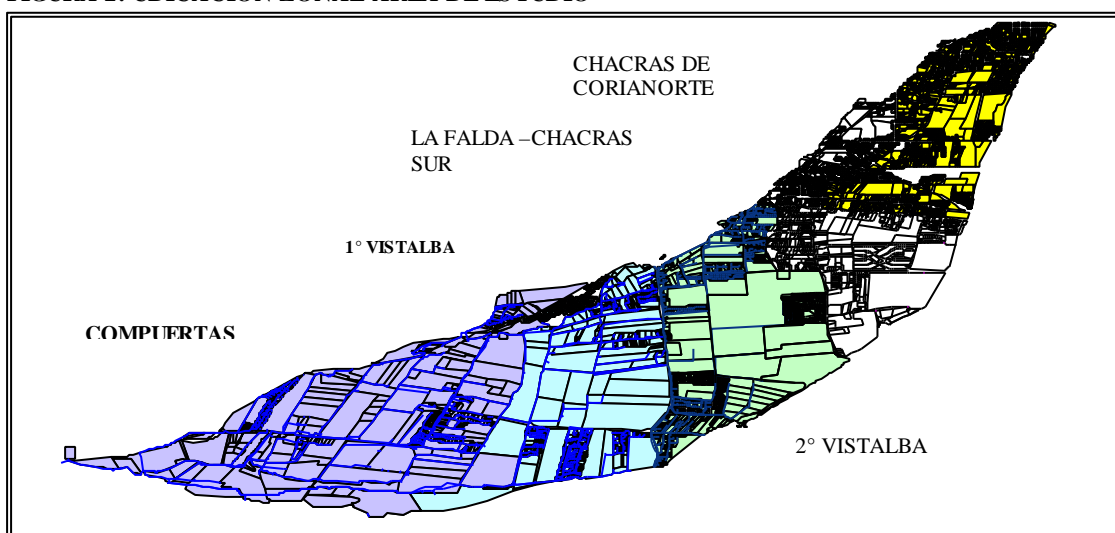 CHACRAS DE
CORIANORTE
LA FALDA –CHACRAS
SUR
1° VISTALBA
COMPUERTAS
2° VISTALBA